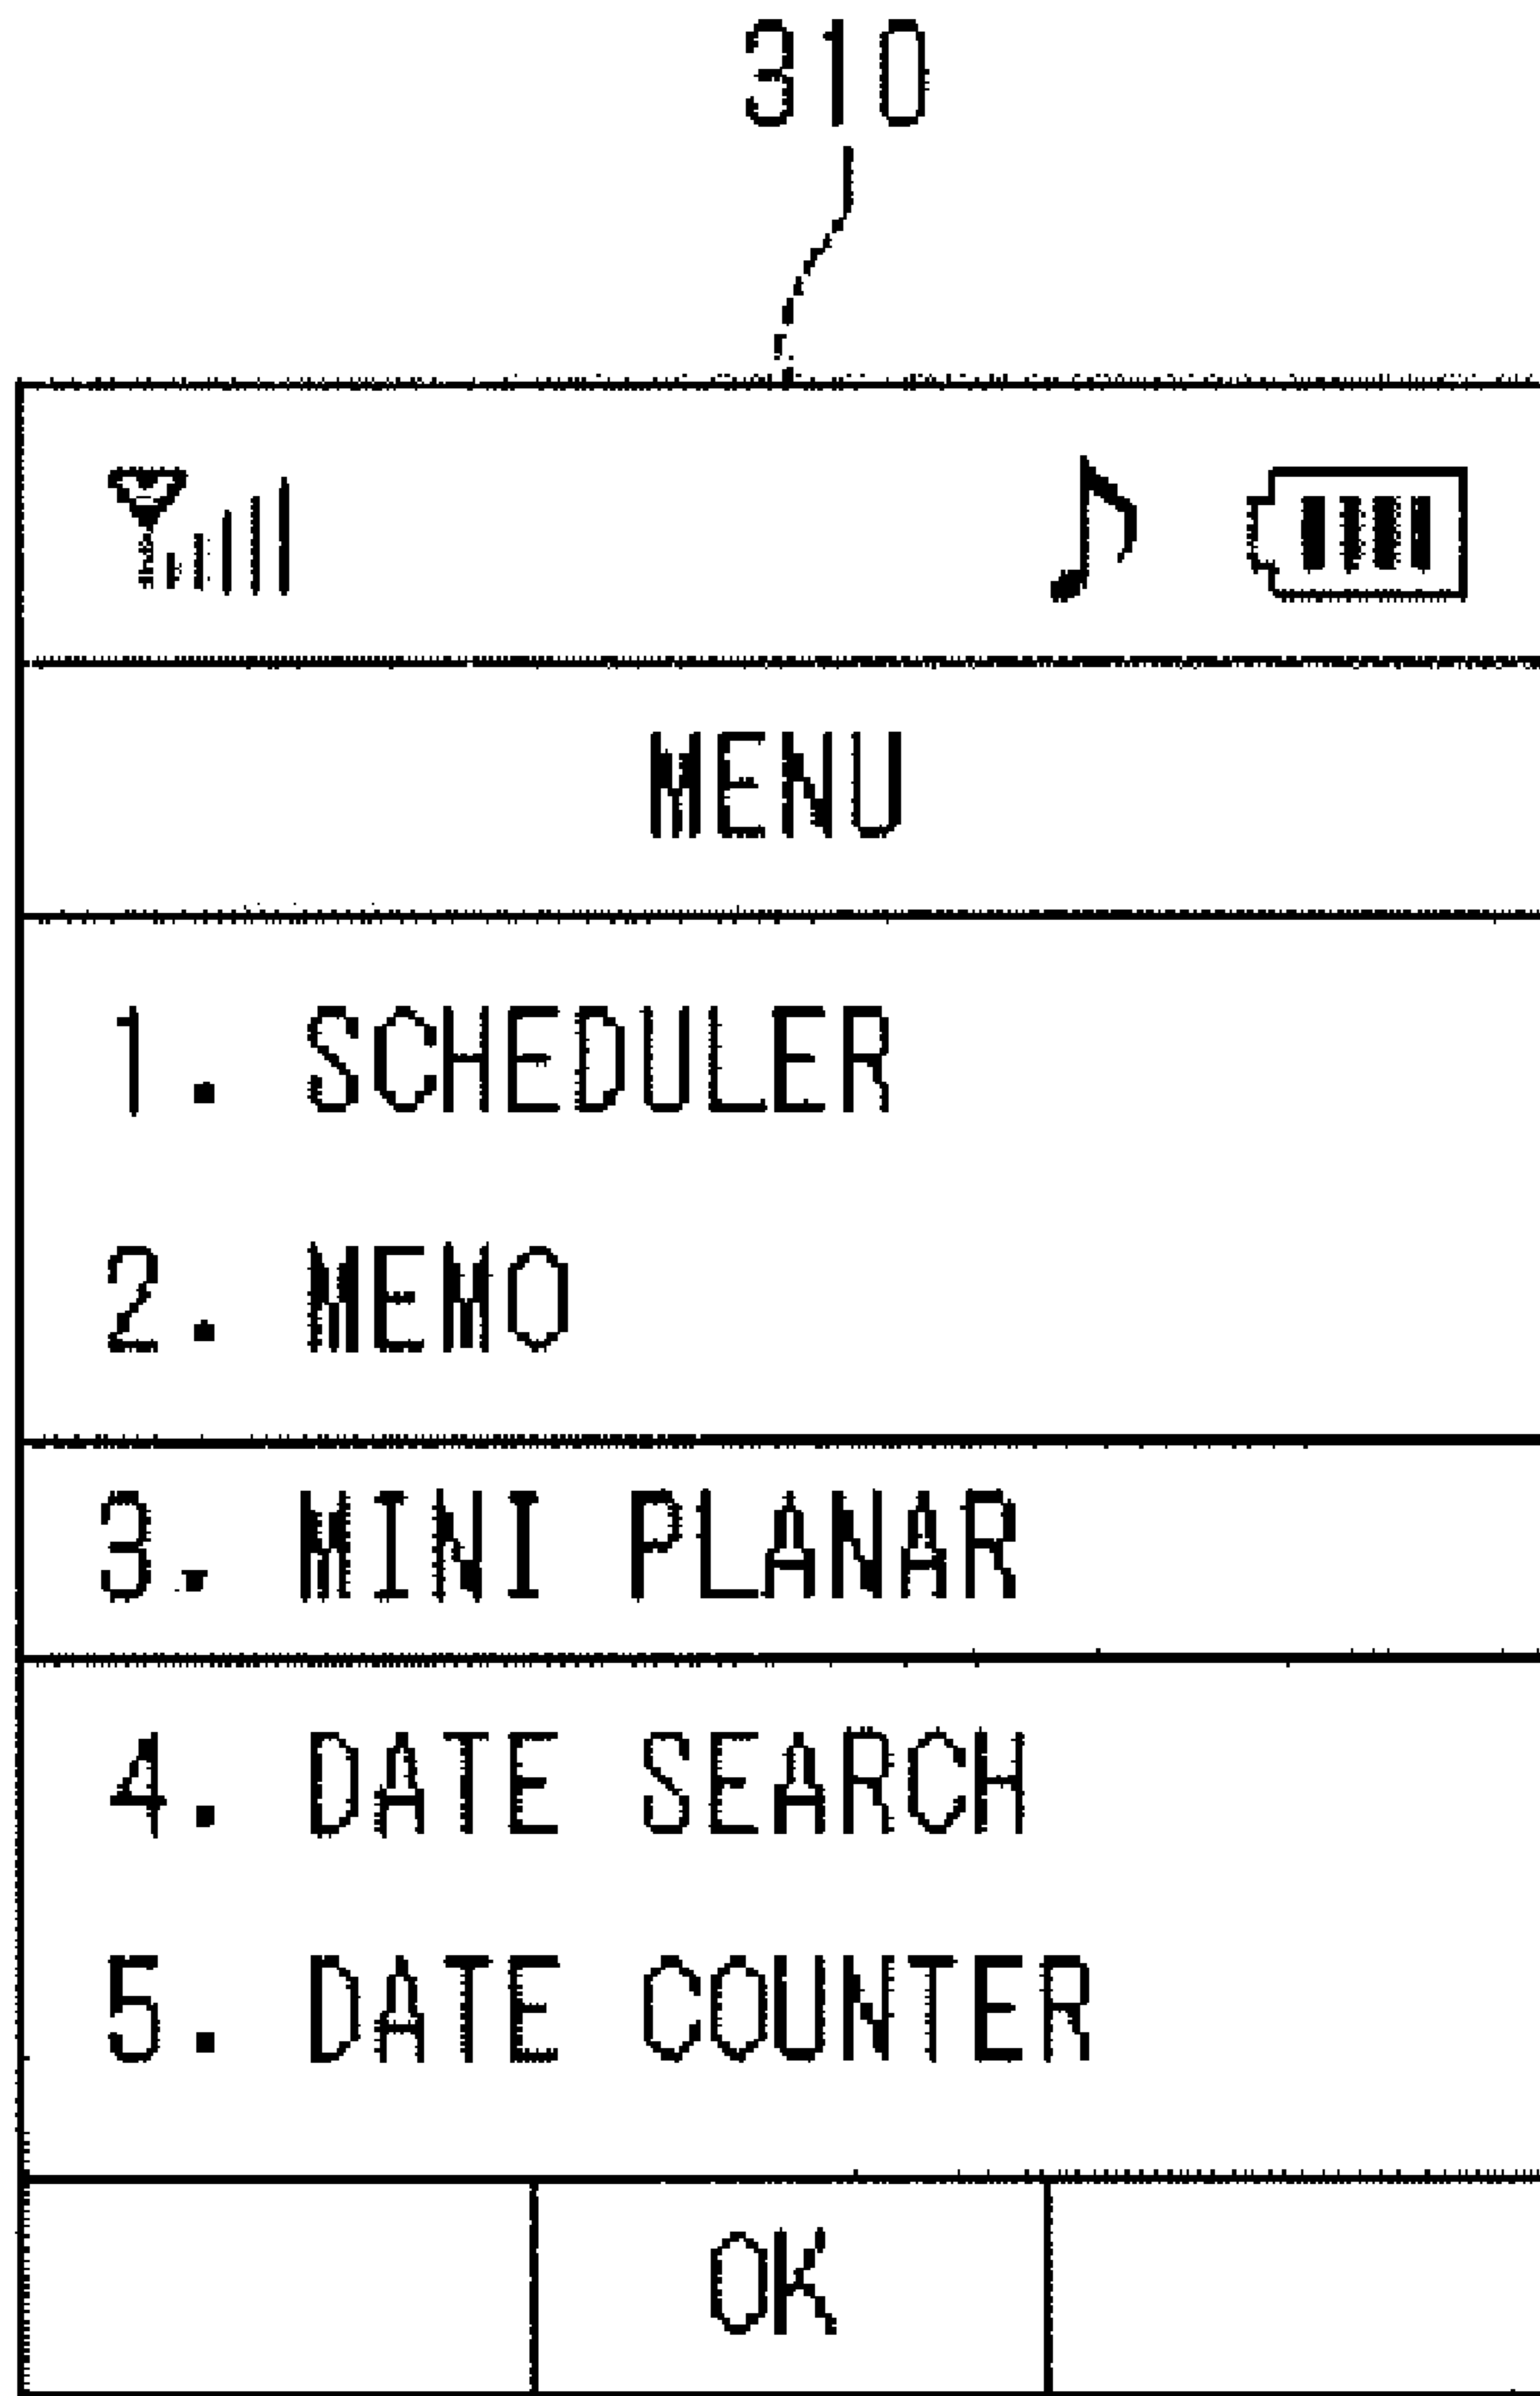 310
MENU
1. SCHEDULER
2. MEMO
3. MINI PLANAR
4. DATE SEARCH
5. DATE COUNTER
OK